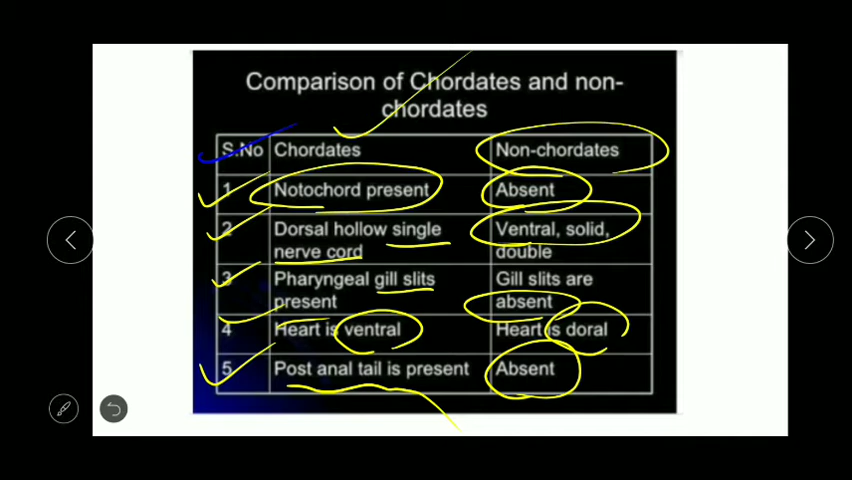 Comparison of Chordates and non-
chordates
S.No Chordates Non-chordates
1 Notochord present Absent
2 Dorsal hollow single Ventral, solid,
nerve cord double
3 Pharyngeal gill slits Gill slits are
present absent
4 Heart is ventral Heart is doral
5 Post anal tail is present Absent